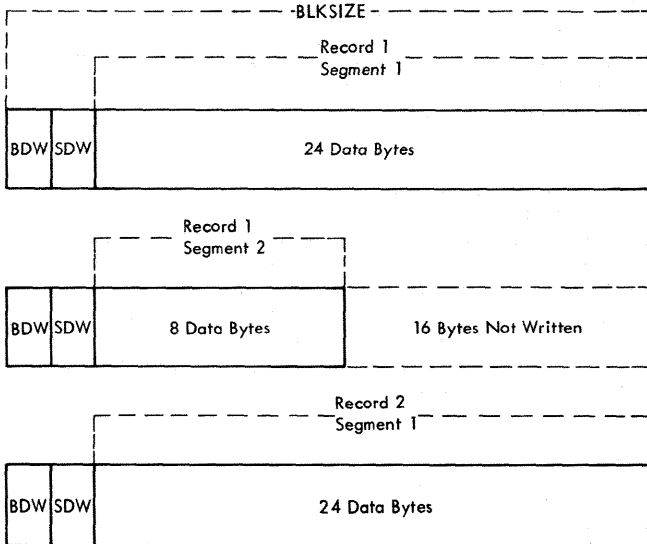 BLKSIZE
Record 1
Segment 1
BDW SDW 24 Data Bytes
Record 1
Segment 2
BDW SDW 8 Data Bytes 16 Bytes Not Written
Record 2
Segment 1
BDW SDW 24 Data Bytes